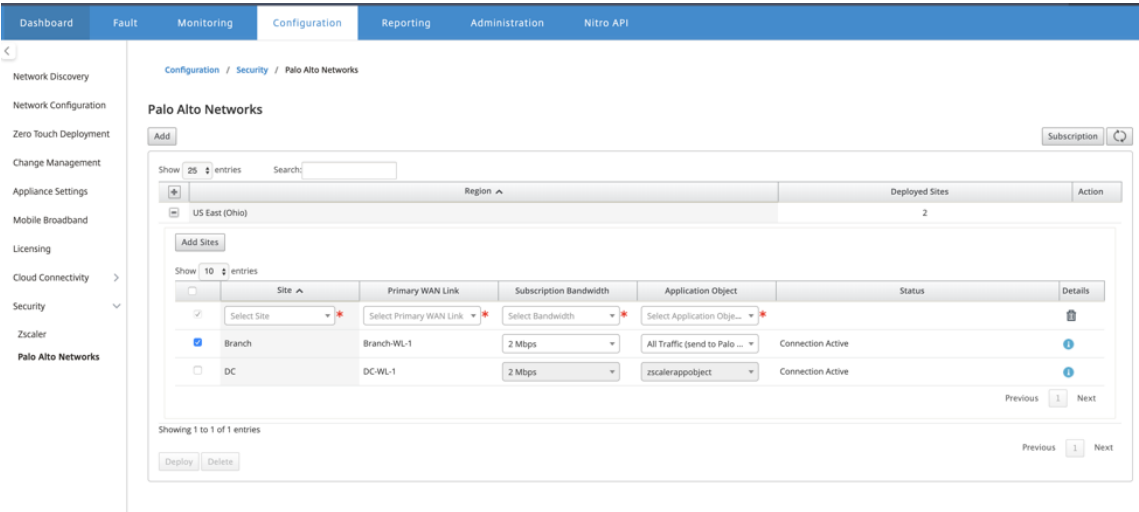 Dashboard Fault Monitoring Configuration Reporting Administration Nitro API
Network Discovery
Network Configuration
Zero Touch Deployment
Change Management
Appliance Settings
Mobile Broadband
Licensing
Cloud Connectivity
Security
Zscaler
Palo Alto Networks
Configuration / Security / Palo Alto Networks
Palo Alto Networks
Add Subscription
Show 25 entries Search:
Region Deployed Sites Action
US East (Ohio) 2
Add Sites
Show 10 entries
Site Primary WAN Link Subscription Bandwidth Application Object Status Details
Select Site * Select Primary WAN Link * Select Bandwidth * Select Application Obje... *
Branch Branch-WL-1 2 Mbps All Traffic (send to Palo ... Connection Active
DC DC-WL-1 2 Mbps zscalerappobject Connection Active
Previous 1 Next
Showing 1 to 1 of 1 entries
Previous 1 Next
Deploy Delete